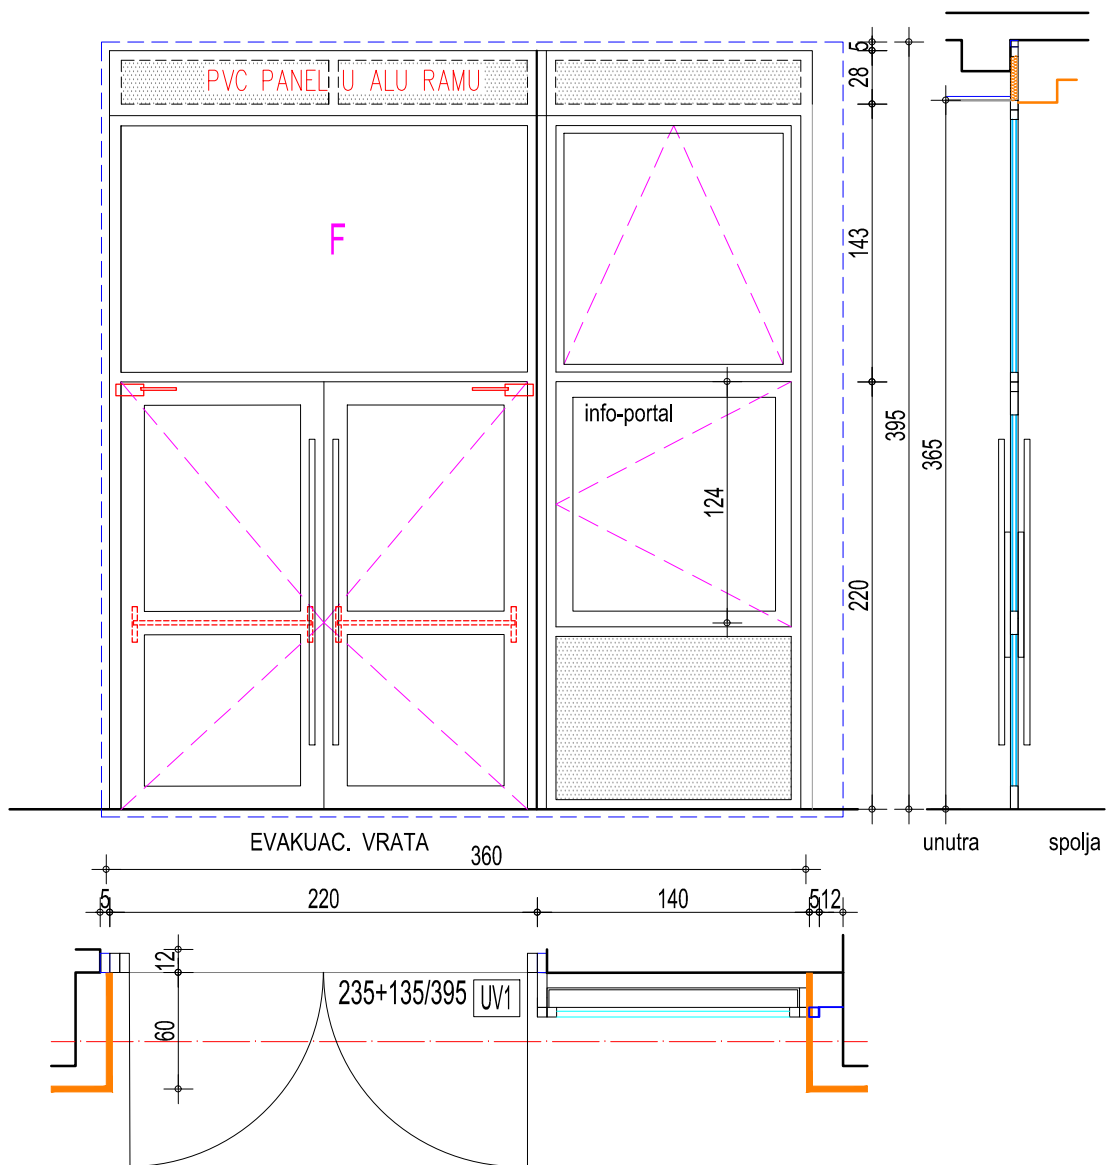 PVC PANEL U ALU RAMU
F
info-portal
124
5
28
143
220
395
365
unutra
spolja
EVAKUAC. VRATA
360
5
220
140
5
12
12
60
235+135/395
UV1